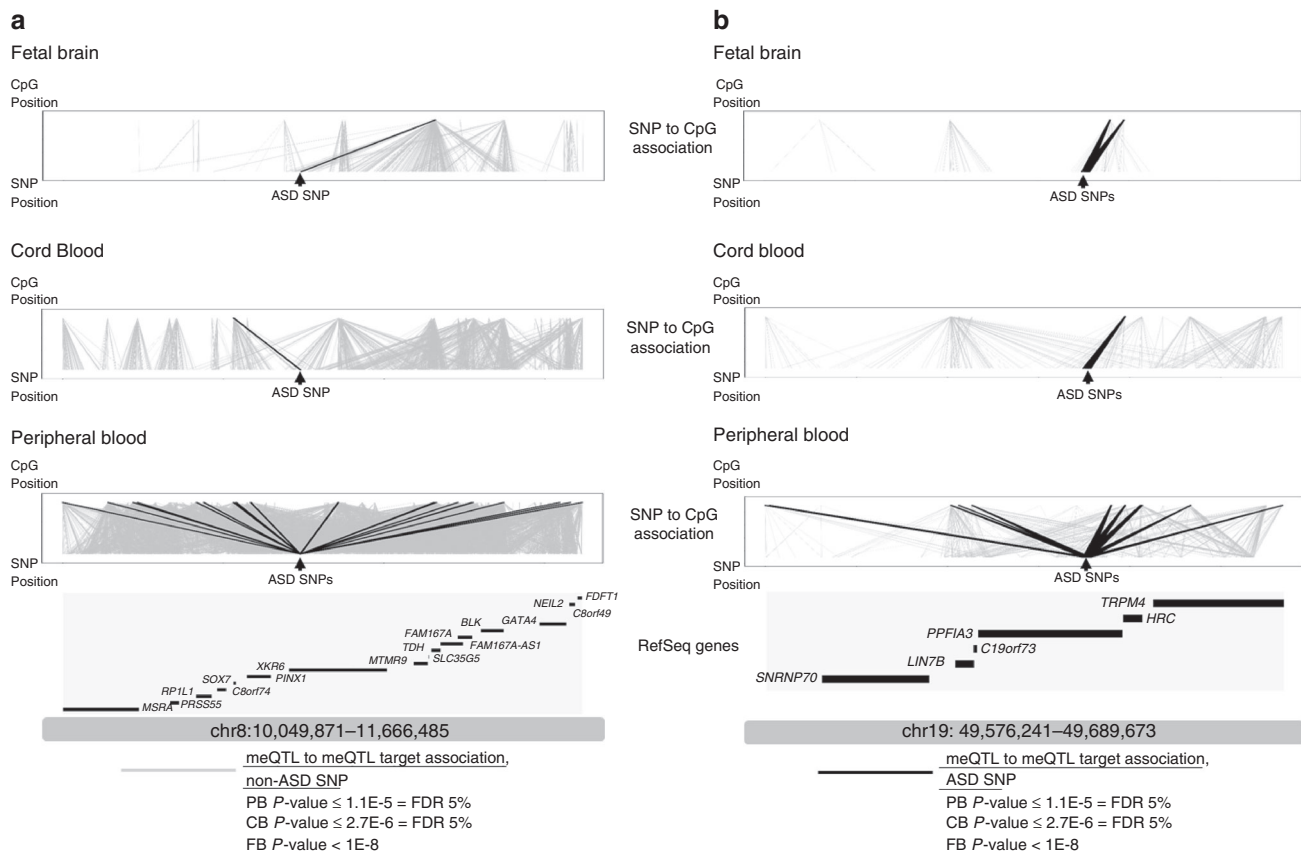 a
Fetal brain
CpG
Position
SNP
Position
ASD SNP
Cord Blood
CpG
Position
SNP
Position
ASD SNP
Peripheral blood
CpG
Position
SNP
Position
ASD SNPs
FDFT1
NEIL2
C8orf49
GATA4
BLK
FAM167A
FAM167A-AS1
TDH
SLC35G5
MTMR9
XKR6
PINX1
SOX7
C8orf74
RP1L1
PRSS55
MSRA
chr8:10,049,871–11,666,485
meQTL to meQTL target association,
non-ASD SNP
PB P-value ≤ 1.1E-5 = FDR 5%
CB P-value ≤ 2.7E-6 = FDR 5%
FB P-value < 1E-8
SNP to CpG
association
SNP to CpG
association
SNP to CpG
association
RefSeq genes
b
Fetal brain
CpG
Position
SNP
Position
ASD SNPs
Cord blood
CpG
Position
SNP
Position
ASD SNPs
Peripheral blood
CpG
Position
SNP
Position
ASD SNPs
TRPM4
HRC
PPFIA3
C19orf73
LIN7B
SNRNP70
chr19: 49,576,241–49,689,673
meQTL to meQTL target association,
ASD SNP
PB P-value ≤ 1.1E-5 = FDR 5%
CB P-value ≤ 2.7E-6 = FDR 5%
FB P-value < 1E-8